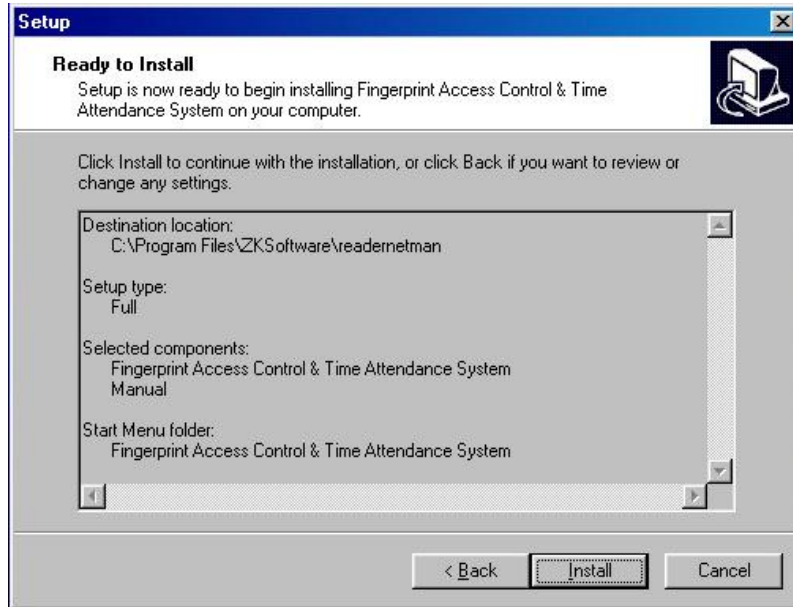 Setup
Ready to Install
Setup is now ready to begin installing Fingerprint Access Control & Time
Attendance System on your computer.
Click Install to continue with the installation, or click Back if you want to review or
change any settings.
Destination location:
C:\Program Files\ZKSoftware\readernetman
Setup type:
Full
Selected components:
Fingerprint Access Control & Time Attendance System
Manual
Start Menu folder:
Fingerprint Access Control & Time Attendance System
< Back Install Cancel